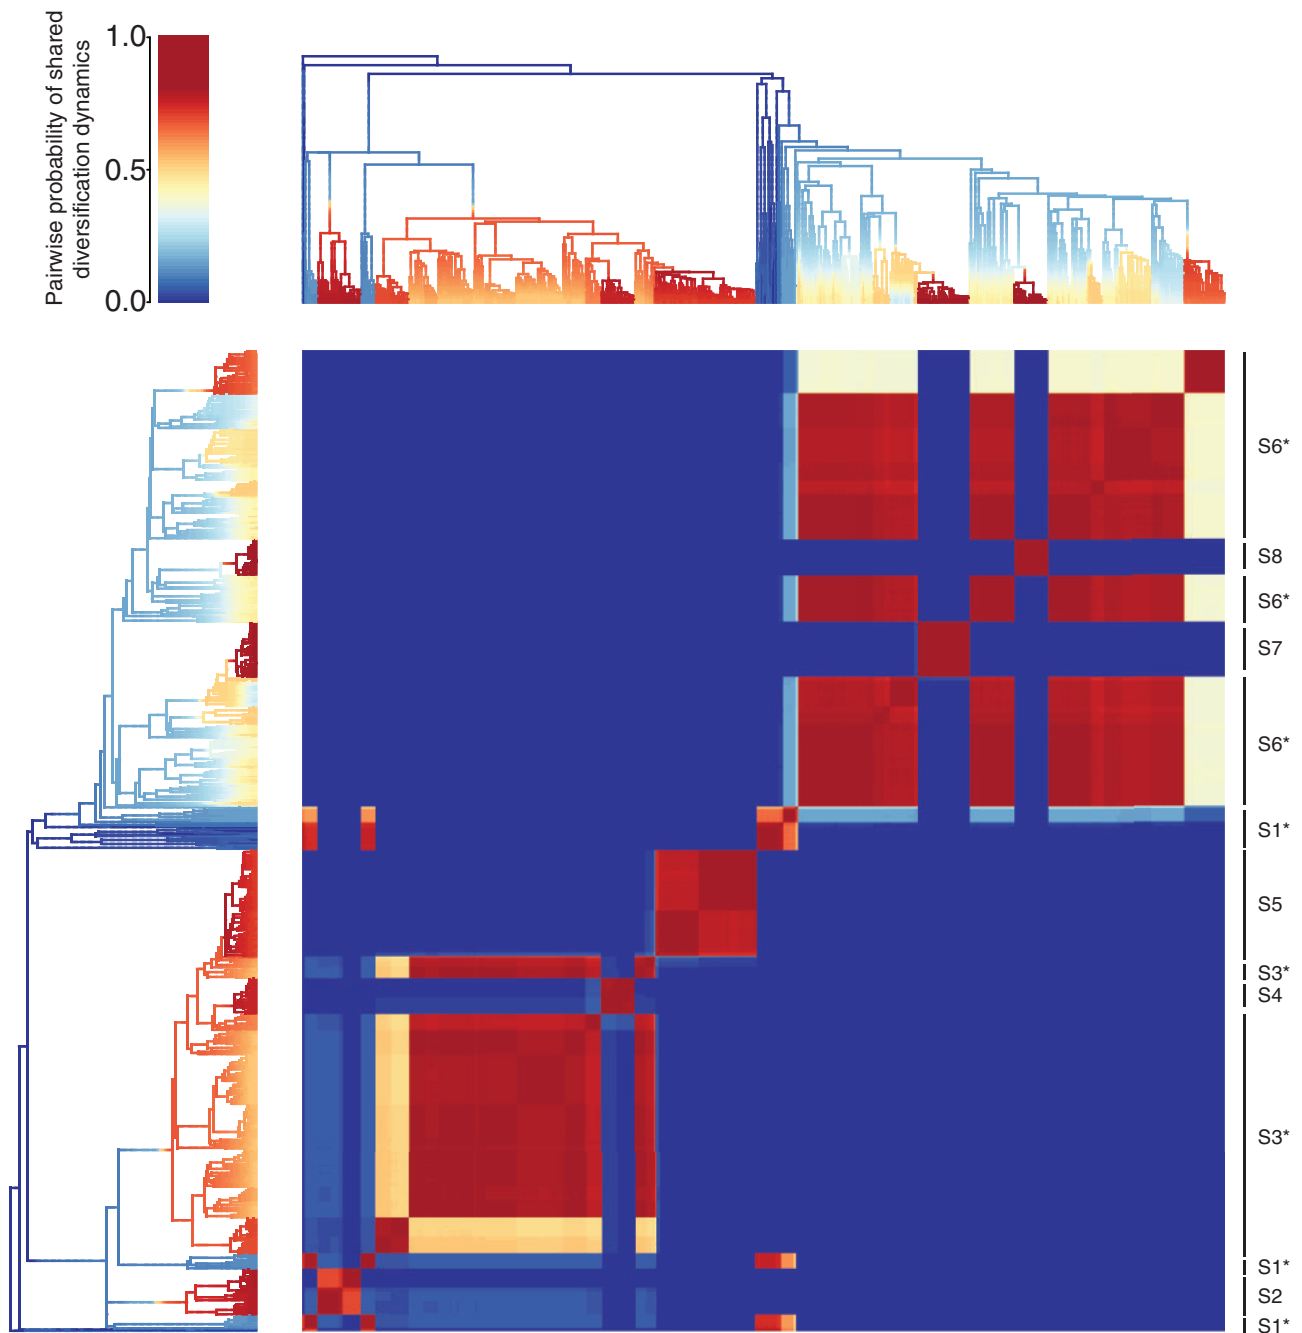 Pairwise probability of shared
diversification dynamics
1.0
0.5
0.0
S6*
S8
S6*
S7
S6*
S1*
S5
S3*
S4
S3*
S1*
S2
S1*